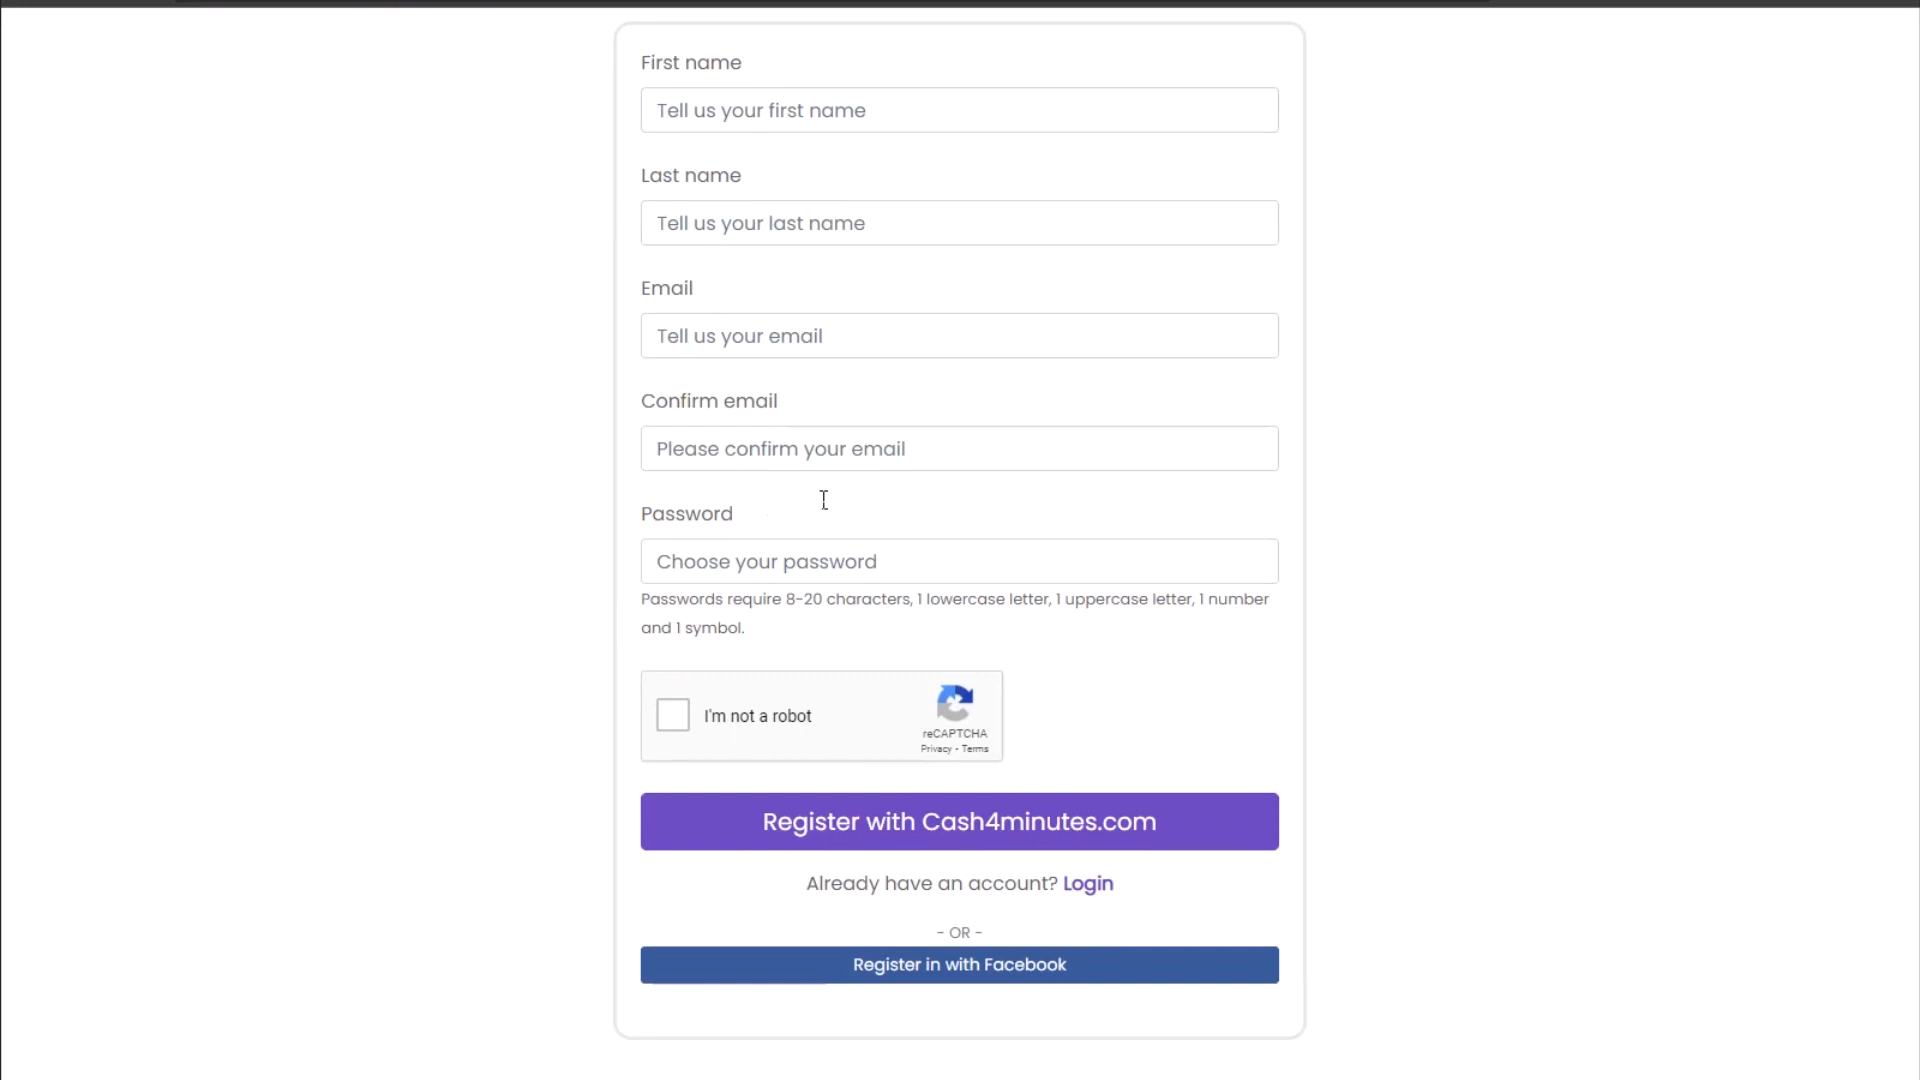 First name
Tell us your first name
Last name
Tell us your last name
Email
Tell us your email
Confirm email
Please confirm your email
Password
Choose your password
Passwords require 8-20 characters, 1 lowercase letter, 1 uppercase letter, 1 number
and 1 symbol.
I'm not a robot
reCAPTCHA
Privacy - Terms
Register with Cash4minutes.com
Already have an account? Login
- OR -
Register in with Facebook